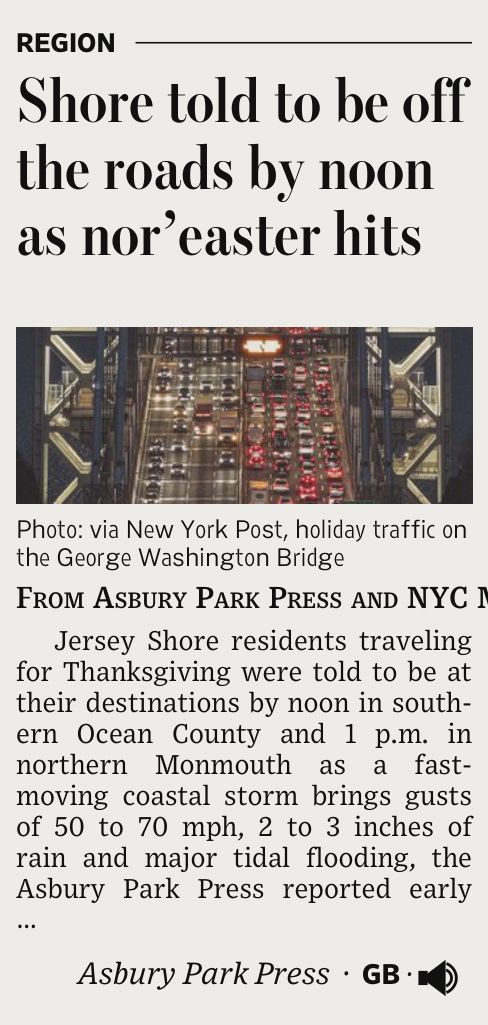 REGION
Shore told to be off
the roads by noon
as nor’easter hits
Photo: via New York Post, holiday traffic on
the George Washington Bridge
From Asbury Park Press and NYC
Jersey Shore residents traveling
for Thanksgiving were told to be at
their destinations by noon in south-
ern Ocean County and 1 p.m. in
northern Monmouth as a fast-
moving coastal storm brings gusts
of 50 to 70 mph, 2 to 3 inches of
rain and major tidal flooding, the
Asbury Park Press reported early
...
Asbury Park Press · GB ·